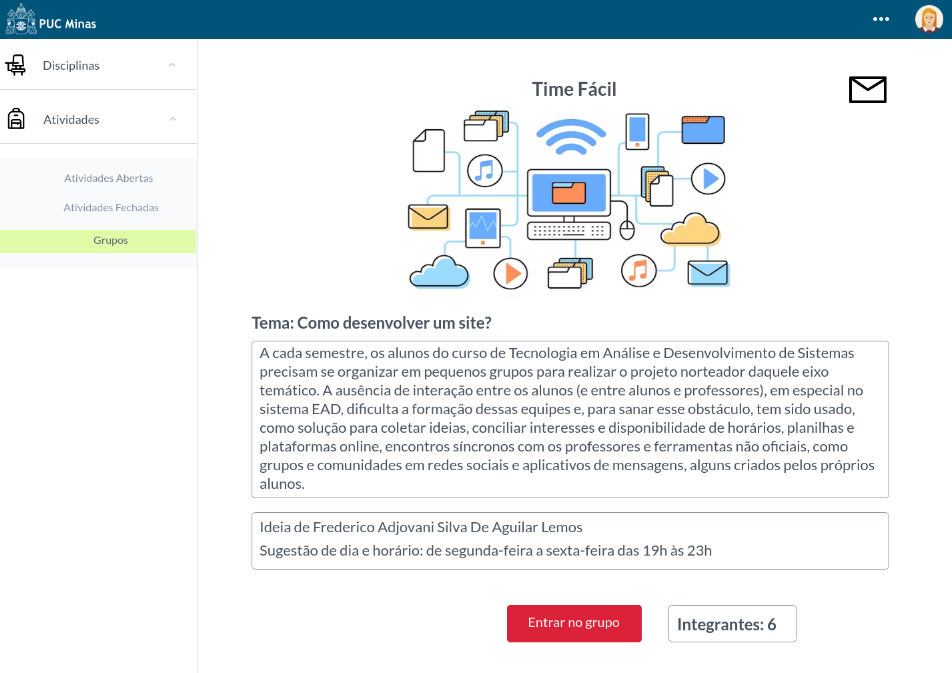 PUC Minas
Disciplinas
Atividades
Atividades Abertas
Atividades Fechadas
Grupos
Time Fácil
Tema: Como desenvolver um site?
A cada semestre, os alunos do curso de Tecnologia em Análise e Desenvolvimento de Sistemas
precisam se organizar em pequenos grupos para realizar o projeto norteador daquele eixo
temático. A ausência de interação entre os alunos (e entre alunos e professores), em especial no
sistema EAD, dificulta a formação dessas equipes e, para sanar esse obstáculo, tem sido usado,
como solução para coletar ideias, conciliar interesses e disponibilidade de horários, planilhas e
plataformas online, encontros síncronos com os professores e ferramentas não oficiais, como
grupos e comunidades em redes sociais e aplicativos de mensagens, alguns criados pelos próprios
alunos.
Ideia de Frederico Adjovani Silva De Aguilar Lemos
Sugestão de dia e horário: de segunda-feira a sexta-feira das 19h às 23h
Entrar no grupo
Integrantes: 6